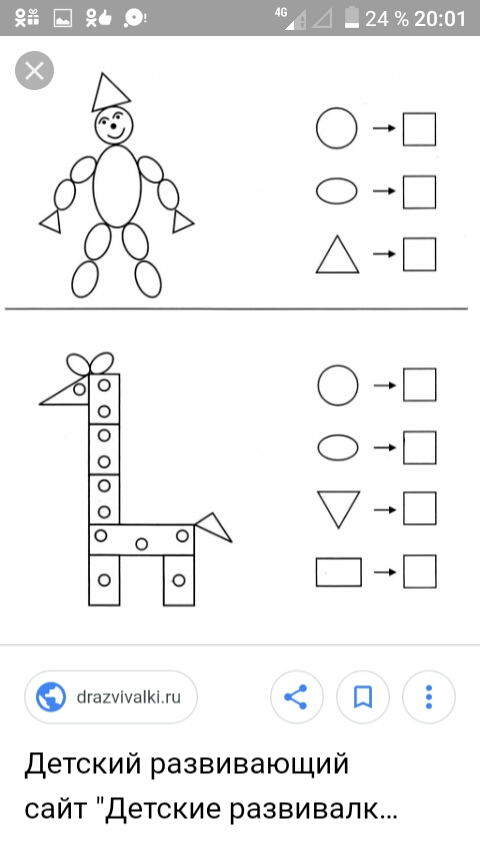 4G 24 % 20:01
drazvivalki.ru
Детский развивающий
сайт "Детские развивалк...